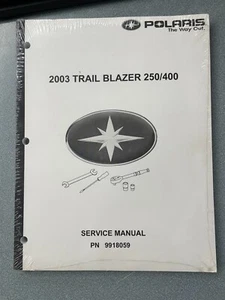 POLARIS
The Way Out.
2003 TRAIL BLAZER 250/400
SERVICE MANUAL
PN 9918059